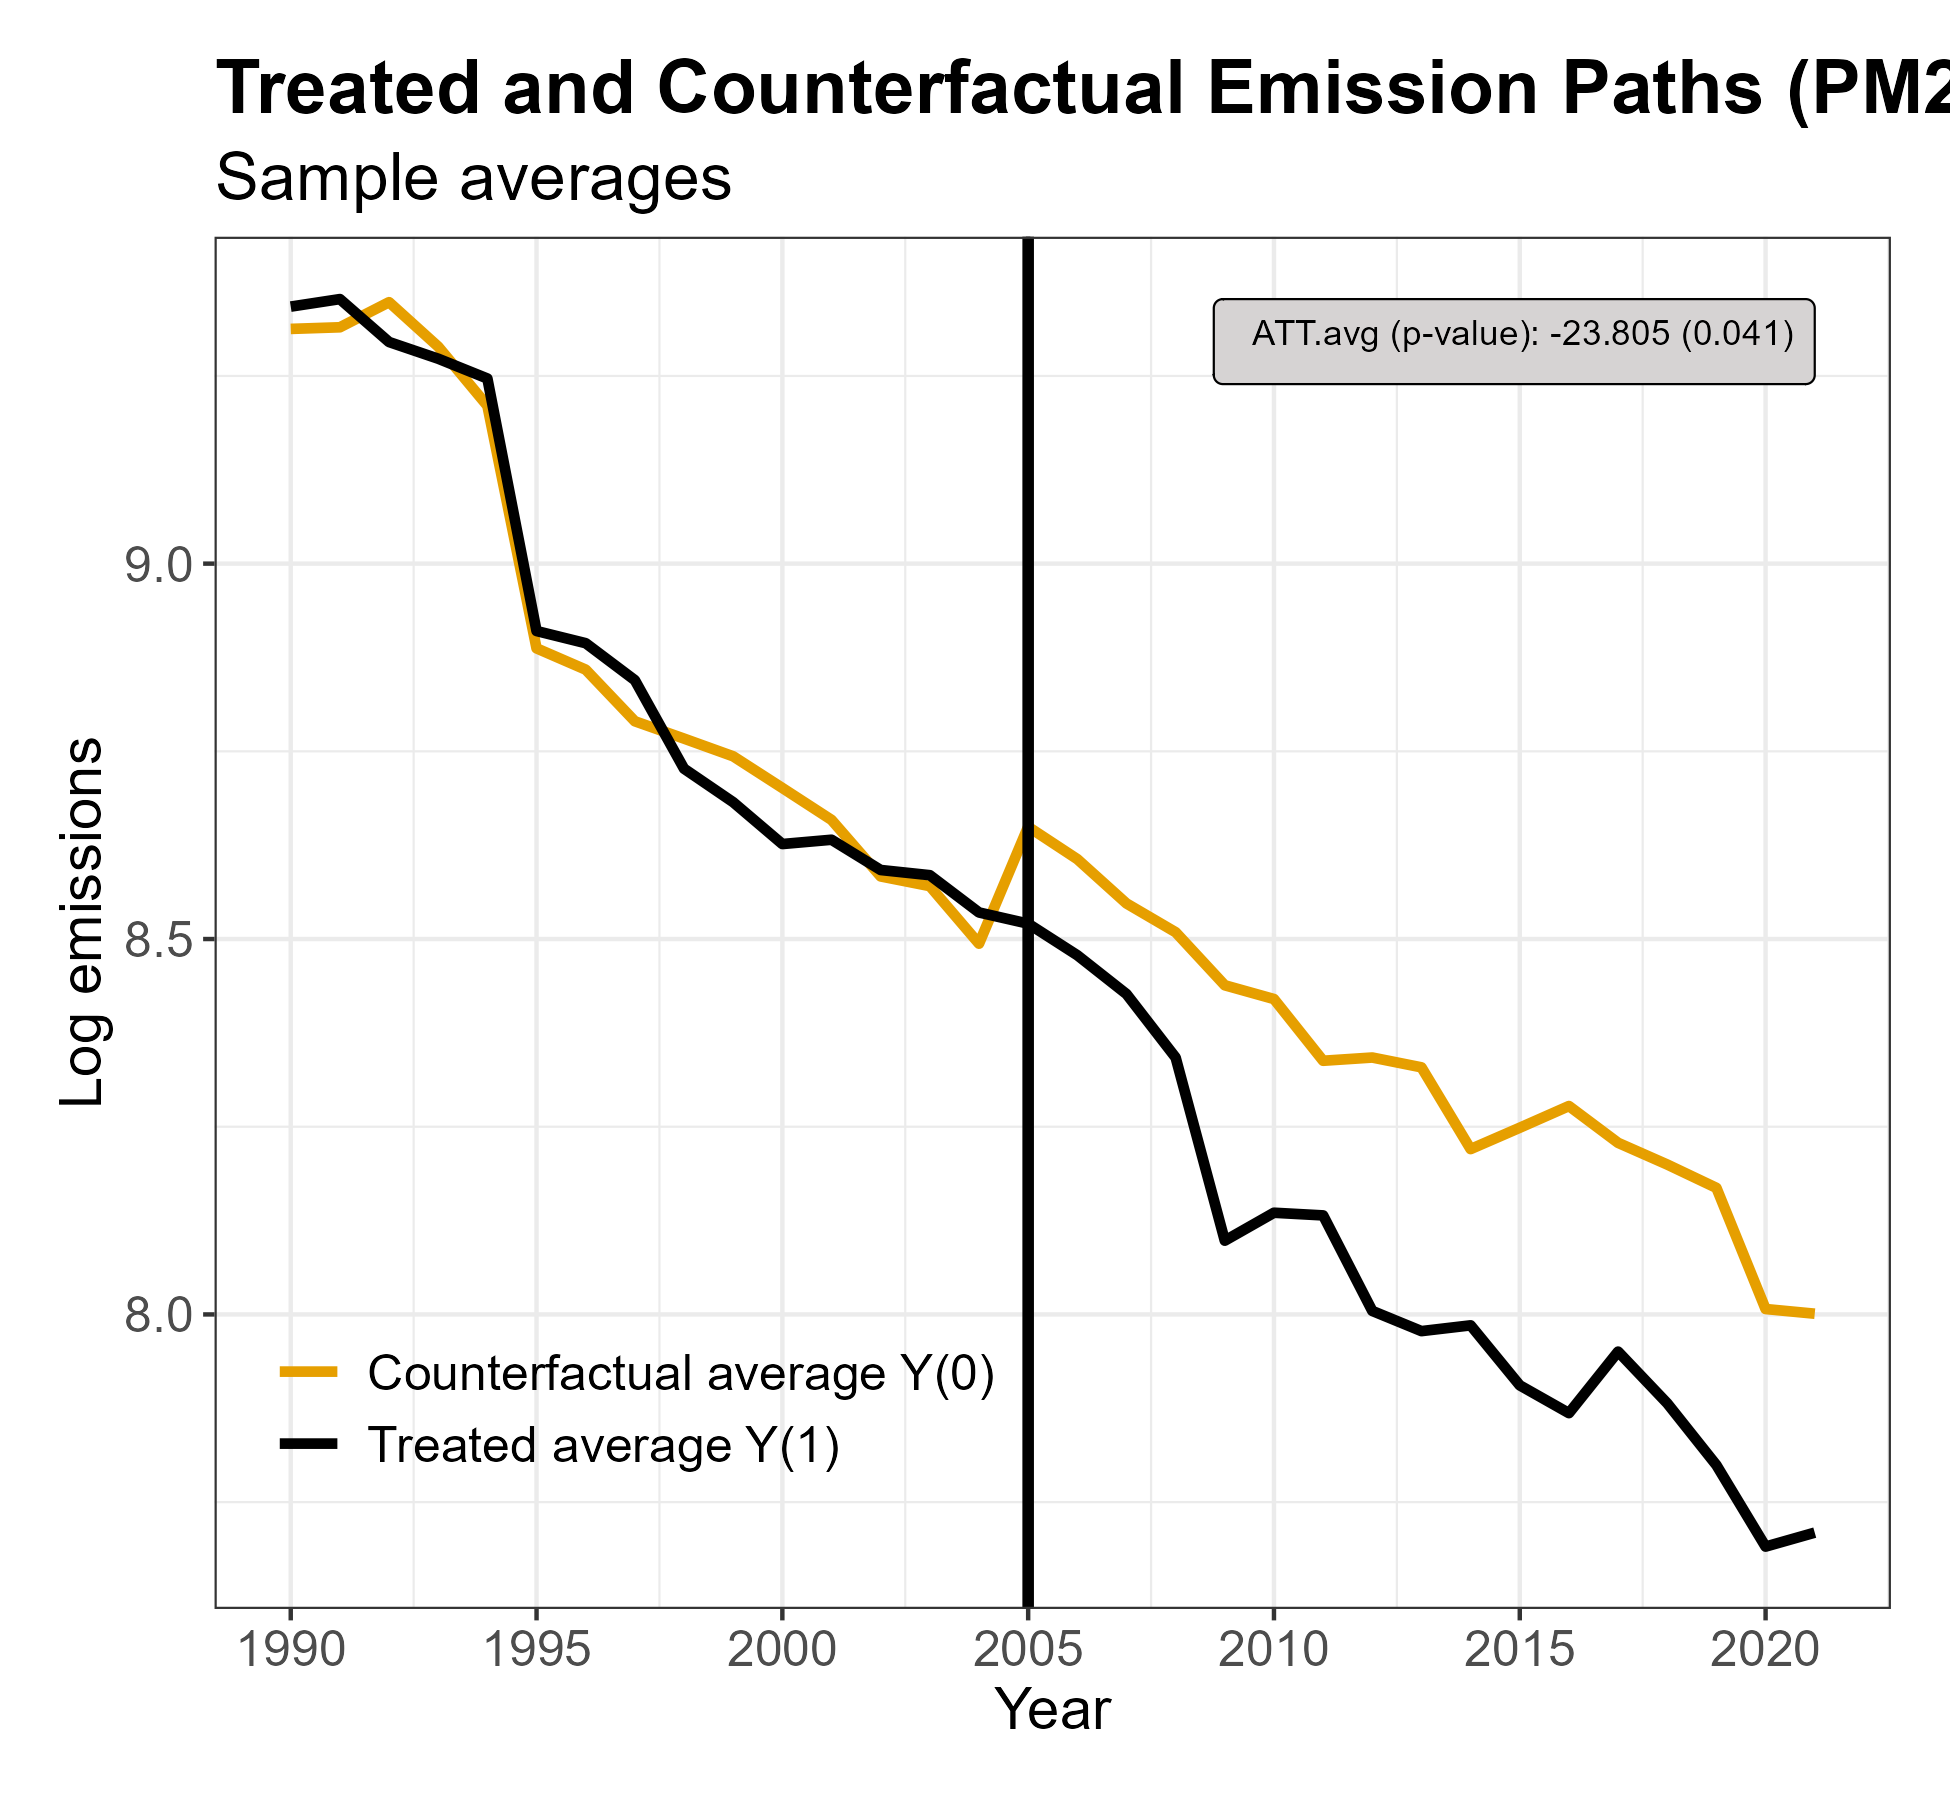 Treated and Counterfactual Emission Paths (PM2
Sample averages
ATT.avg (p-value): -23.805 (0.041)
Log emissions
9.0
8.5
8.0
Counterfactual average Y(0)
Treated average Y(1)
1990 1995 2000 2005 2010 2015 2020
Year